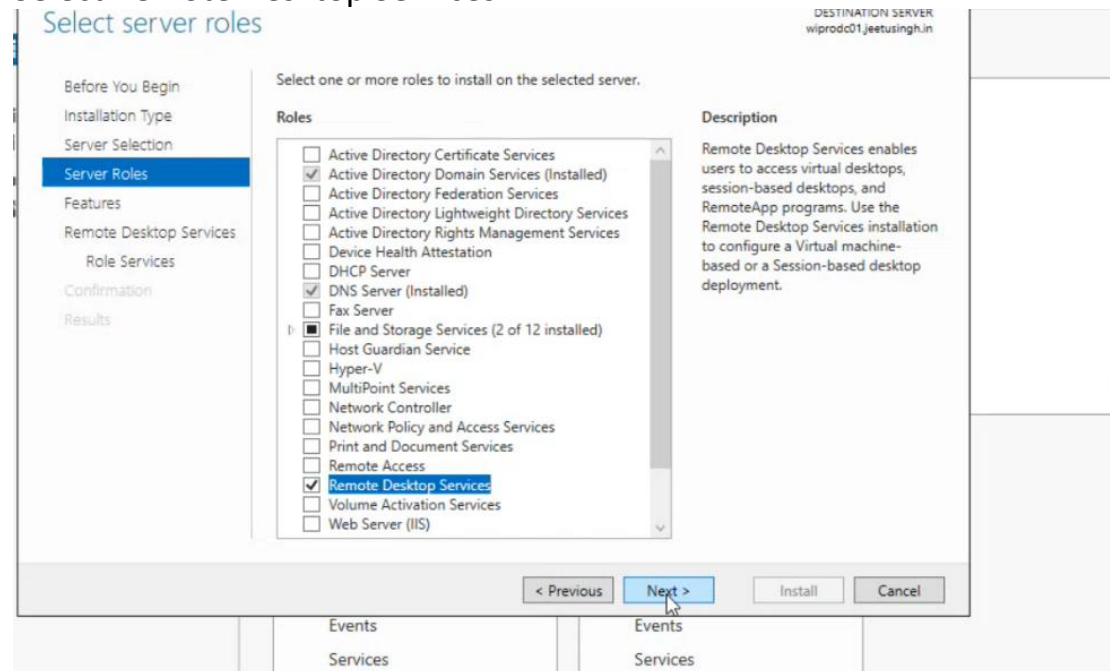 Select server roles
DESTINATION SERVER
wiprodc01.jeetusingh.in
Before You Begin
Installation Type
Server Selection
Server Roles
Features
Remote Desktop Services
Role Services
Confirmation
Results
Select one or more roles to install on the selected server.
Roles
Active Directory Certificate Services
Active Directory Domain Services (Installed)
Active Directory Federation Services
Active Directory Lightweight Directory Services
Active Directory Rights Management Services
Device Health Attestation
DHCP Server
DNS Server (Installed)
Fax Server
File and Storage Services (2 of 12 installed)
Host Guardian Service
Hyper-V
MultiPoint Services
Network Controller
Network Policy and Access Services
Print and Document Services
Remote Access
Remote Desktop Services
Volume Activation Services
Web Server (IIS)
Description
Remote Desktop Services enables
users to access virtual desktops,
session-based desktops, and
RemoteApp programs. Use the
Remote Desktop Services installation
to configure a Virtual machine-
based or a Session-based desktop
deployment.
< Previous
Next >
Install
Cancel
Events
Events
Services
Services